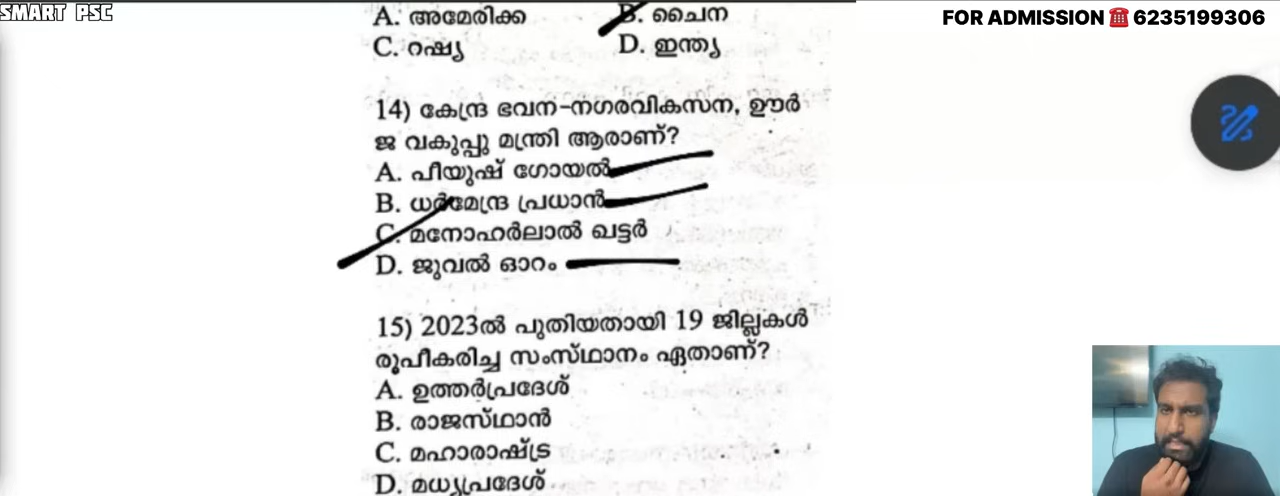 SMART PSC
FOR ADMISSION ☎️ 6235199306
A. അമേരിക്ക
B. ചൈന
C. റഷ്യ
D. ഇന്ത്യ
14) കേന്ദ്ര ഭവന-നഗരവികസന, ഊർ
ജ വകുപ്പു മന്ത്രി ആരാണ്?
A. പീയുഷ് ഗോയൽ
B. ധർമേന്ദ്ര പ്രധാൻ
C. മനോഹർലാൽ ഖട്ടർ
D. ജുവൽ ഓറം
15) 2023ൽ പുതിയതായി 19 ജില്ലകൾ
രൂപീകരിച്ച സംസ്ഥാനം ഏതാണ്?
A. ഉത്തർപ്രദേശ്
B. രാജസ്ഥാൻ
C. മഹാരാഷ്ട്ര
D. മധ്യപ്രദേശ്